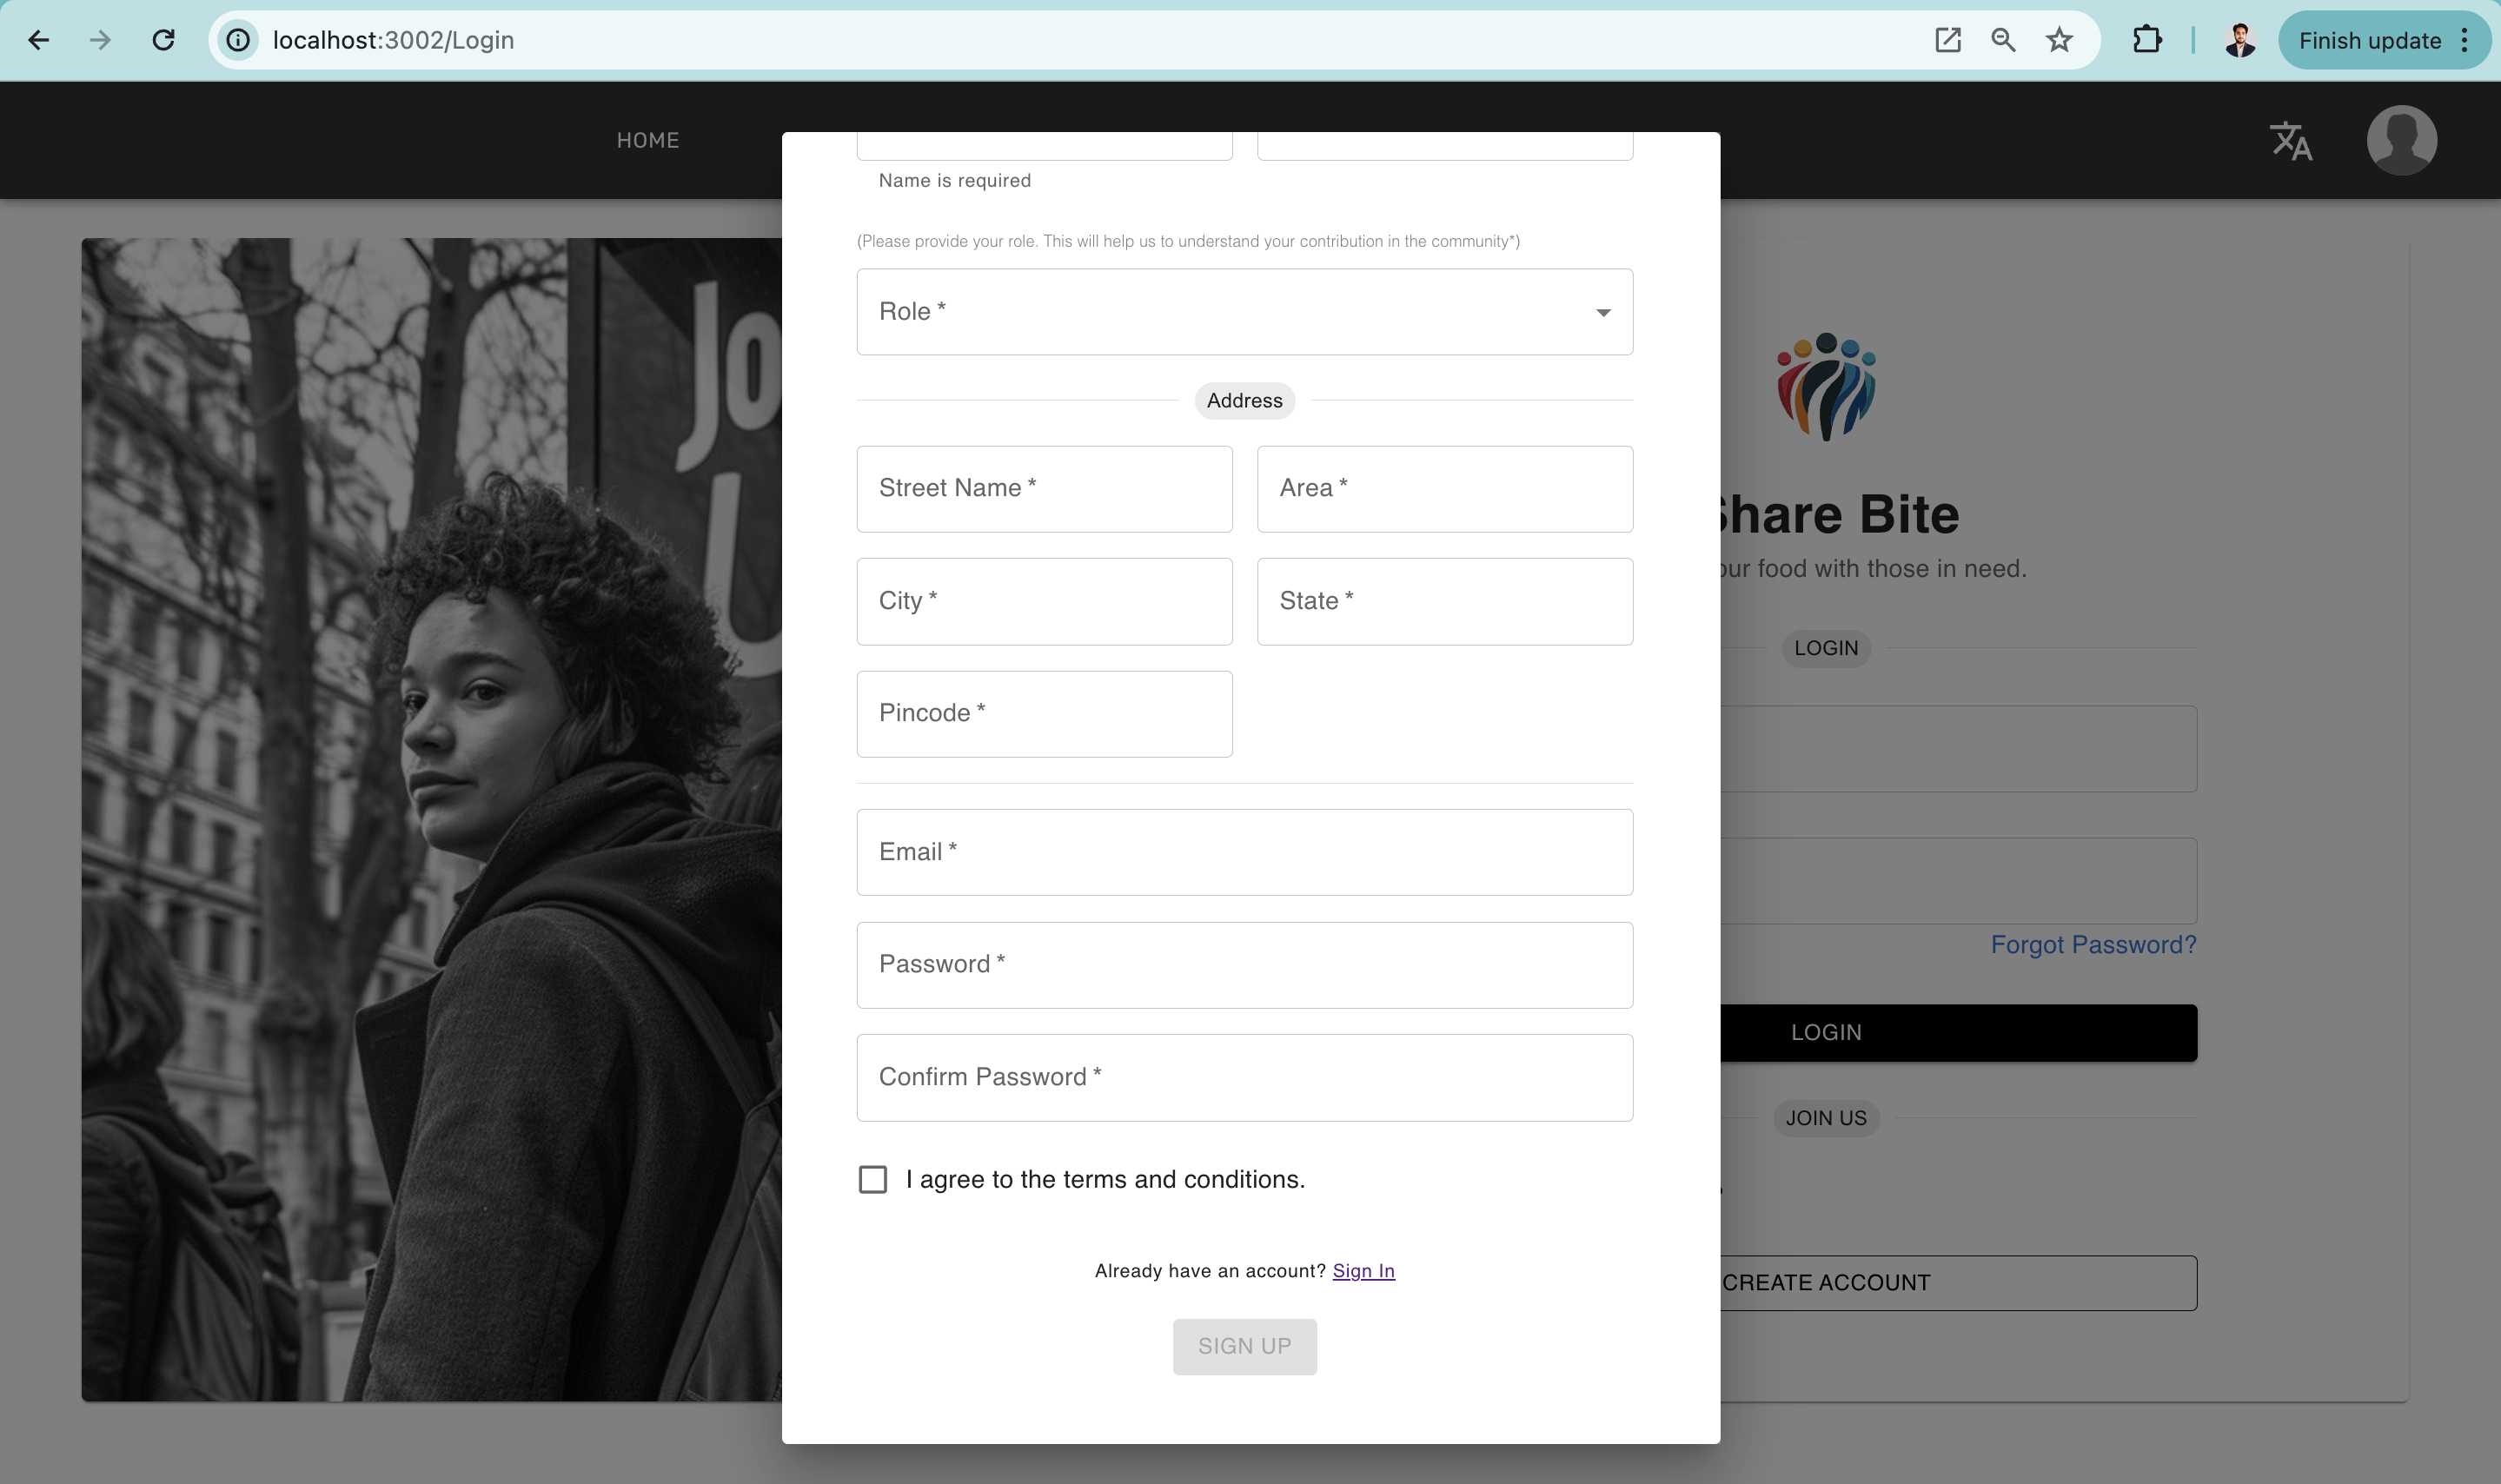 localhost:3002/Login
Finish update
HOME
Name is required
(Please provide your role. This will help us to understand your contribution in the community*)
Role *
Address
Street Name *
Area *
City *
State *
Pincode *
Email *
Password *
Confirm Password *
I agree to the terms and conditions.
Already have an account? Sign In
SIGN UP
Jo
Share Bite
our food with those in need.
LOGIN
Forgot Password?
LOGIN
JOIN US
CREATE ACCOUNT